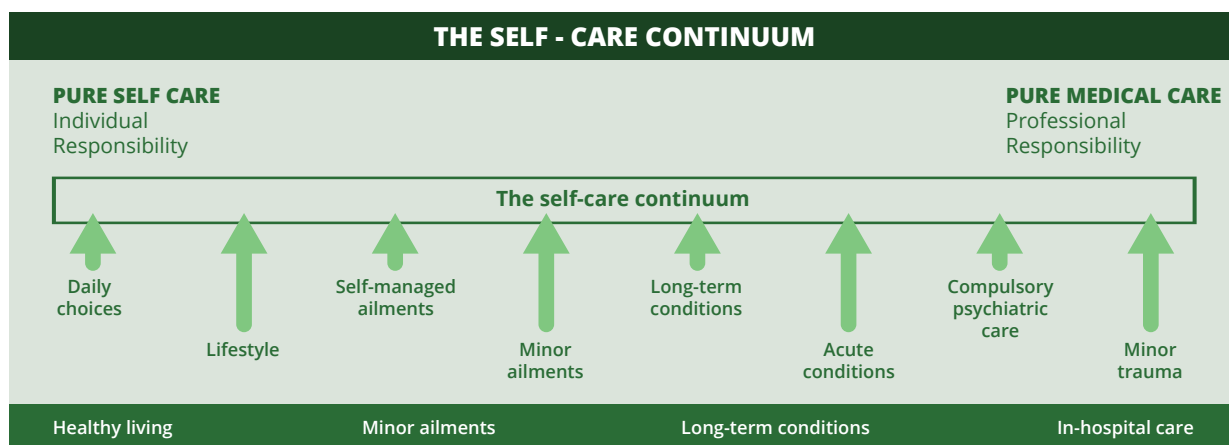 THE SELF - CARE CONTINUUM
PURE SELF CARE
Individual
Responsibility
PURE MEDICAL CARE
Professional
Responsibility
The self-care continuum
Daily
choices
Lifestyle
Self-managed
ailments
Minor
ailments
Long-term
conditions
Acute
conditions
Compulsory
psychiatric
care
Minor
trauma
Healthy living
Minor ailments
Long-term conditions
In-hospital care